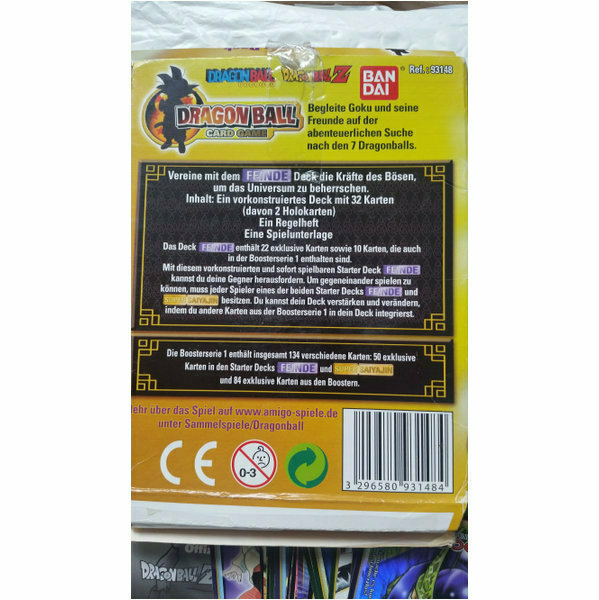 DRAGONBALL DRAGONBALL Z
BAN
DAI
Ref.: 93148
DRAGON BALL
CARD GAME
Begleite Goku und seine
Freunde auf der
abenteuerlichen Suche
nach den 7 Dragonballs.
Vereine mit dem FEINDE Deck die Kräfte des Bösen,
um das Universum zu beherrschen.
Inhalt: Ein vorkonstruiertes Deck mit 32 Karten
(davon 2 Holokarten)
Ein Regelheft
Eine Spielunterlage
Das Deck FEINDE enthält 22 exklusive Karten sowie 10 Karten, die auch
in der Boosterserie 1 enthalten sind.
Mit diesem vorkonstruierten und sofort spielbaren Starter Deck FEINDE
kannst du deine Gegner herausfordern. Um gegeneinander spielen zu
können, muss jeder Spieler eines der beiden Starter Decks FEINDE und
SUPER SAIYAJIN besitzen. Du kannst dein Deck verstärken und verändern,
indem du andere Karten aus der Boosterserie 1 in dein Deck integrierst.
Die Boosterserie 1 enthält insgesamt 134 verschiedene Karten: 50 exklusive
Karten in den Starter Decks FEINDE und SUPER SAIYAJIN
und 84 exklusive Karten aus den Boostern.
ehr über das Spiel auf www.amigo-spiele.de
unter Sammelspiele/Dragonball
CE
0-3
3 296580 931484
Offi
DRAGONBALL Z